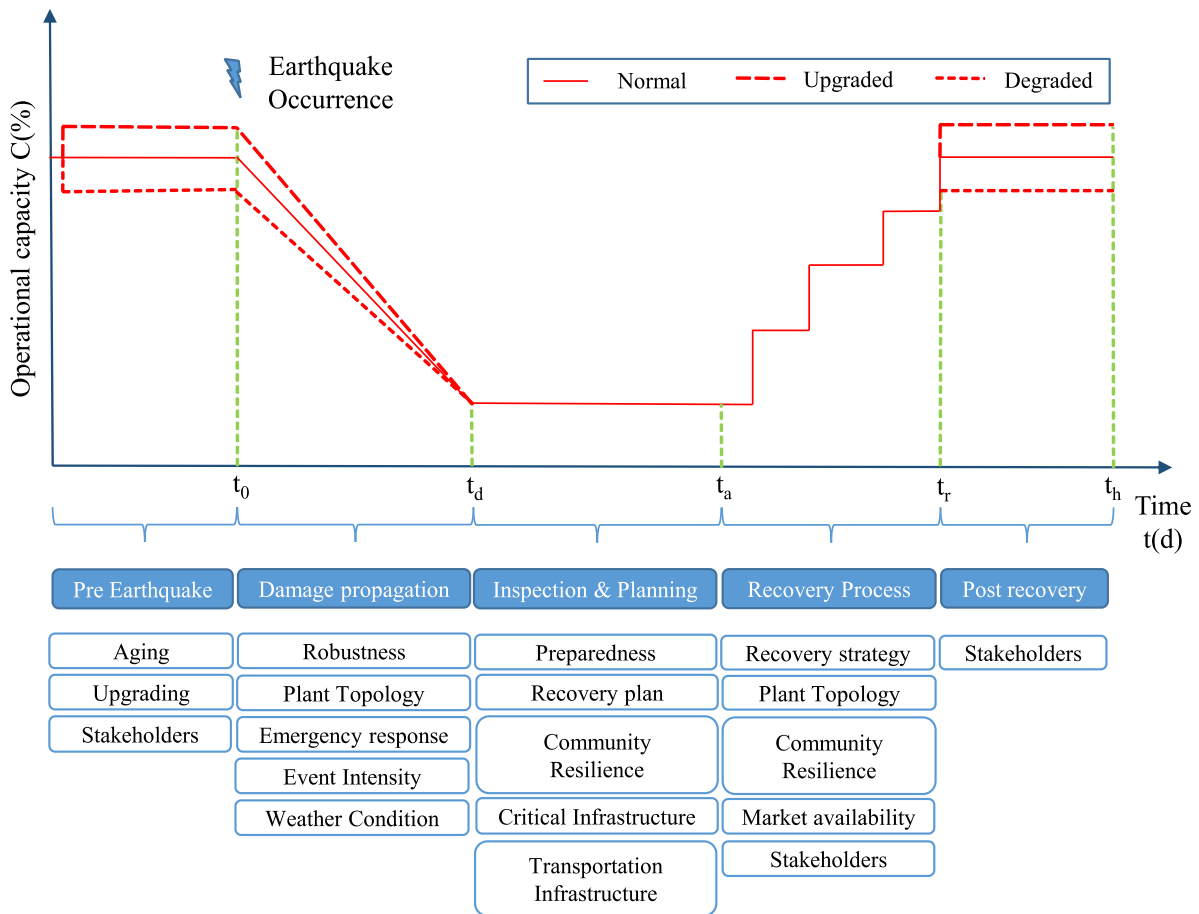 Earthquake
Occurrence
Normal
Upgraded
Degraded
Operational capacity C(%)
t0
td
ta
tr
th
Time
t(d)
Pre Earthquake
Damage propagation
Inspection & Planning
Recovery Process
Post recovery
Aging
Upgrading
Stakeholders
Robustness
Plant Topology
Emergency response
Event Intensity
Weather Condition
Preparedness
Recovery plan
Community
Resilience
Critical Infrastructure
Transportation
Infrastructure
Recovery strategy
Plant Topology
Community
Resilience
Market availability
Stakeholders
Stakeholders